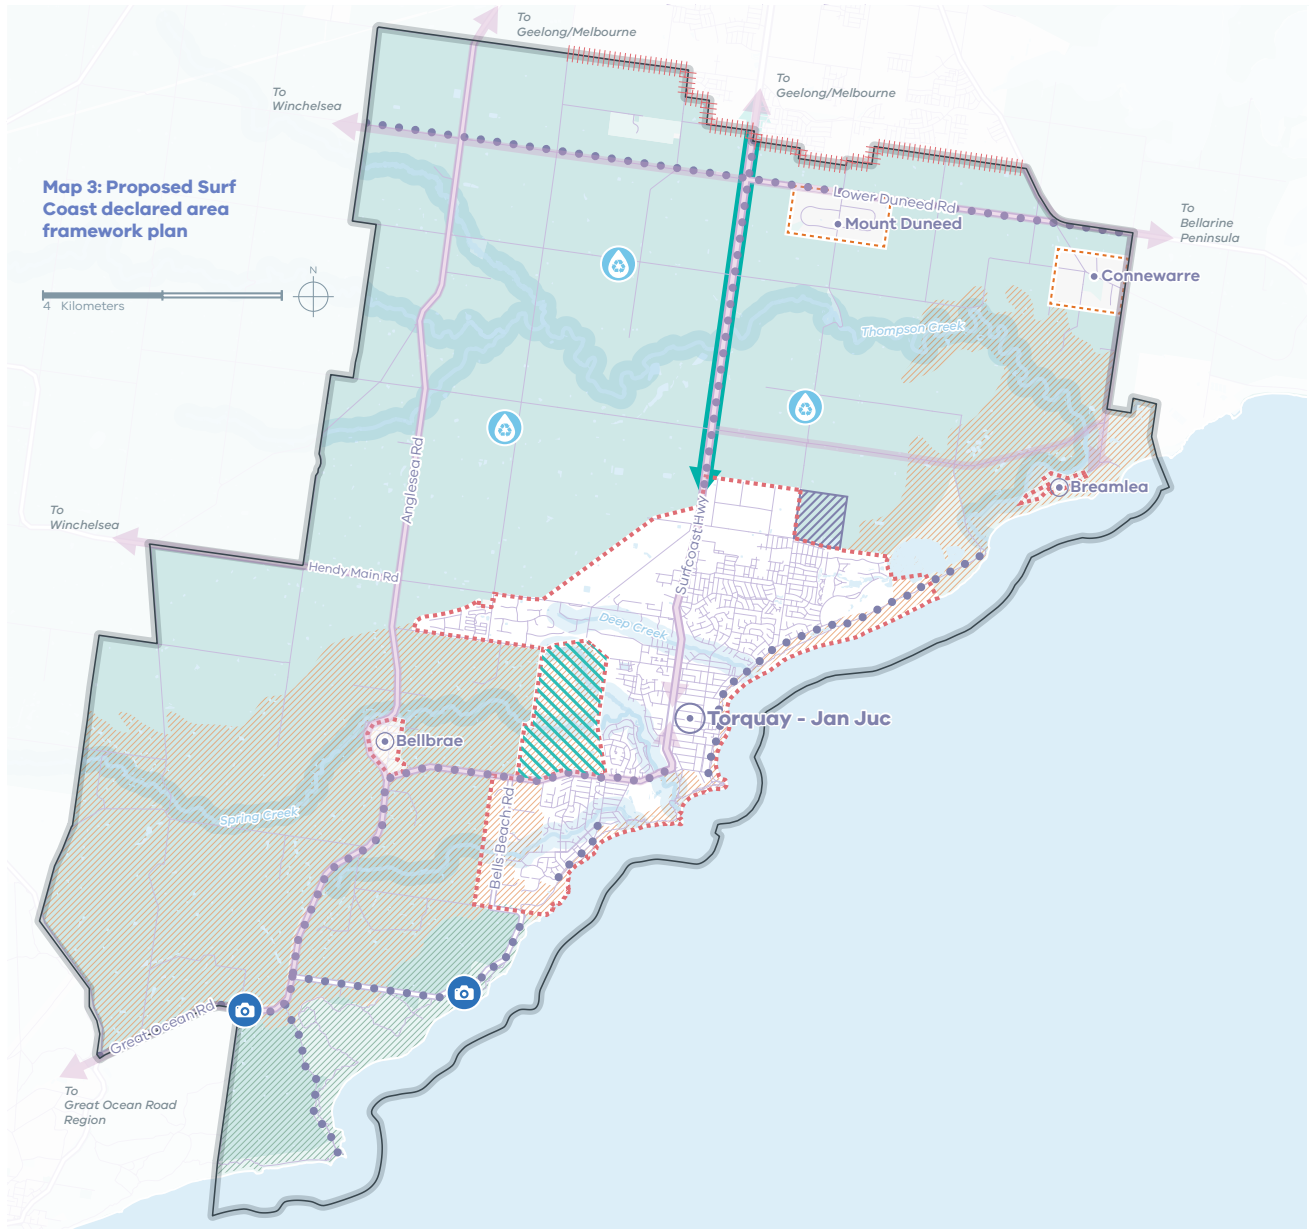 To
Geelong/Melbourne
To
Geelong/Melbourne
To
Winchelsea
Map 3: Proposed Surf
Coast declared area
framework plan
Lower Duneed Rd
Mount Duneed
To
Bellarine
Peninsula
Connewarre
N
4 Kilometers
Thompson Creek
Anglesea Rd
Breamlea
To
Winchelsea
Surfcoast Hwy
Hendy Main Rd
Deep Creek
Torquay - Jan Juc
Bellbrae
Spring Creek
Bells Beach Rd
Great Ocean Rd
To
Great Ocean Road
Region